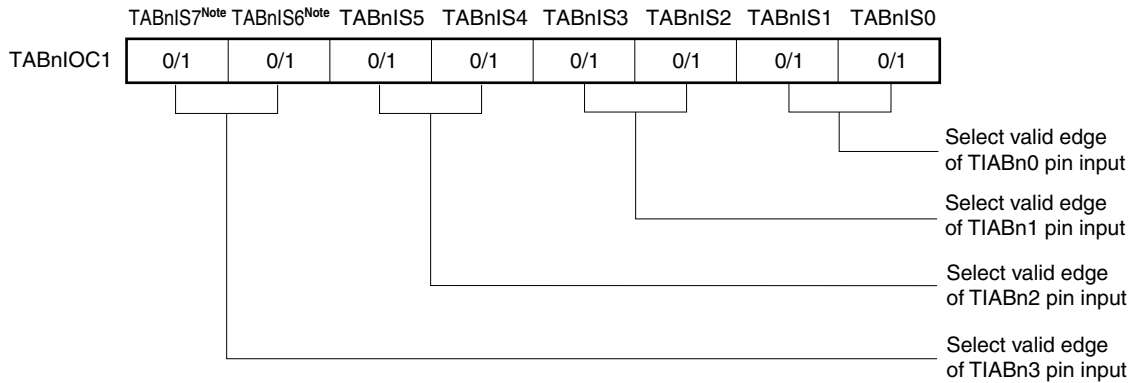 TABnIS7Note TABnIS6Note TABnIS5 TABnIS4 TABnIS3 TABnIS2 TABnIS1 TABnIS0
TABnIOC1 0/1 0/1 0/1 0/1 0/1 0/1 0/1 0/1
Select valid edge
of TIABn0 pin input
Select valid edge
of TIABn1 pin input
Select valid edge
of TIABn2 pin input
Select valid edge
of TIABn3 pin input